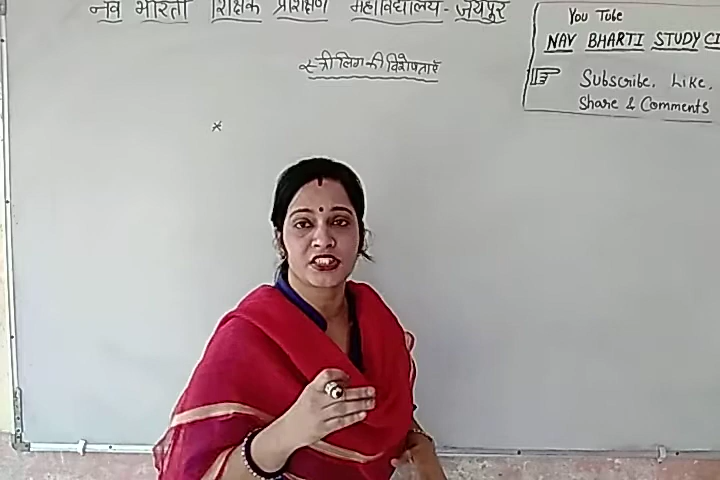 नव भारती शिक्षक प्रशिक्षण महाविद्यालय - जयपुर
You Tube
NAV BHARTI STUDY
स्त्रीलिंग की विशेषताएँ
☞ Subscribe. Like.
Share & Comments
*